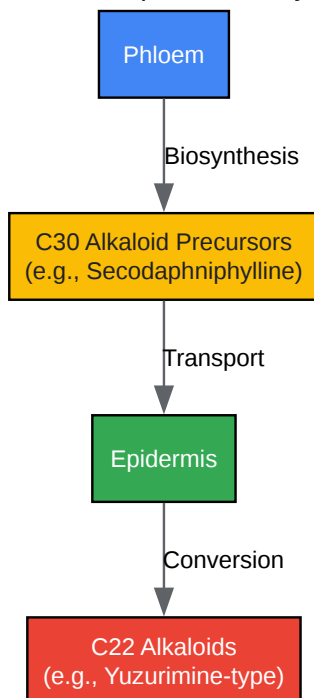 Phloem
Biosynthesis
C30 Alkaloid Precursors
(e.g., Secodaphniphylline)
Transport
Epidermis
Conversion
C22 Alkaloids
(e.g., Yuzurimine-type)